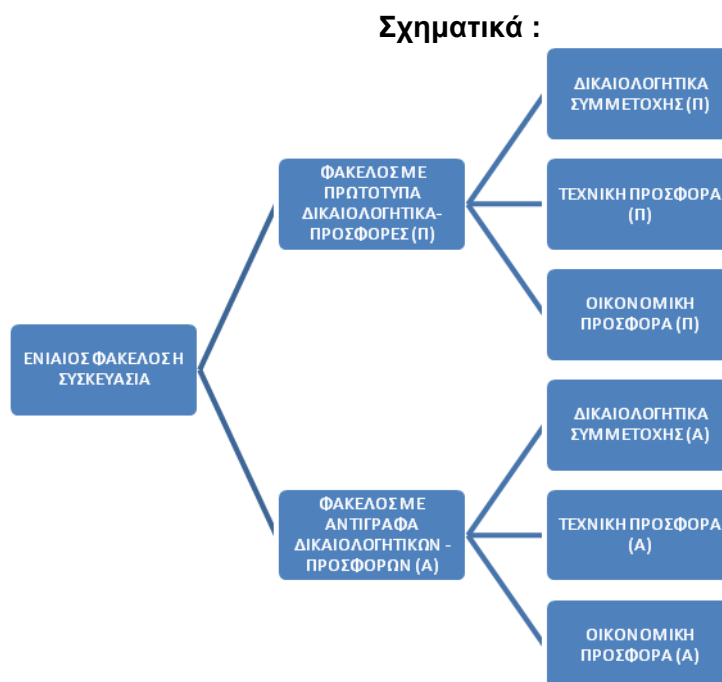 Σχηματικά :
ΕΝΙΑΙΟΣ ΦΑΚΕΛΟΣ Η
ΣΥΣΚΕΥΑΣΙΑ
ΦΑΚΕΛΟΣ ΜΕ
ΠΡΩΤΟΤΥΠΑ
ΔΙΚΑΙΟΛΟΓΗΤΙΚΑ-
ΠΡΟΣΦΟΡΕΣ (Π)
ΔΙΚΑΙΟΛΟΓΗΤΙΚΑ
ΣΥΜΜΕΤΟΧΗΣ (Π)
ΤΕΧΝΙΚΗ ΠΡΟΣΦΟΡΑ
(Π)
ΟΙΚΟΝΟΜΙΚΗ
ΠΡΟΣΦΟΡΑ (Π)
ΦΑΚΕΛΟΣ ΜΕ
ΑΝΤΙΓΡΑΦΑ
ΔΙΚΑΙΟΛΟΓΗΤΙΚΩΝ -
ΠΡΟΣΦΟΡΩΝ (Α)
ΔΙΚΑΙΟΛΟΓΗΤΙΚΑ
ΣΥΜΜΕΤΟΧΗΣ (Α)
ΤΕΧΝΙΚΗ ΠΡΟΣΦΟΡΑ
(Α)
ΟΙΚΟΝΟΜΙΚΗ
ΠΡΟΣΦΟΡΑ (Α)